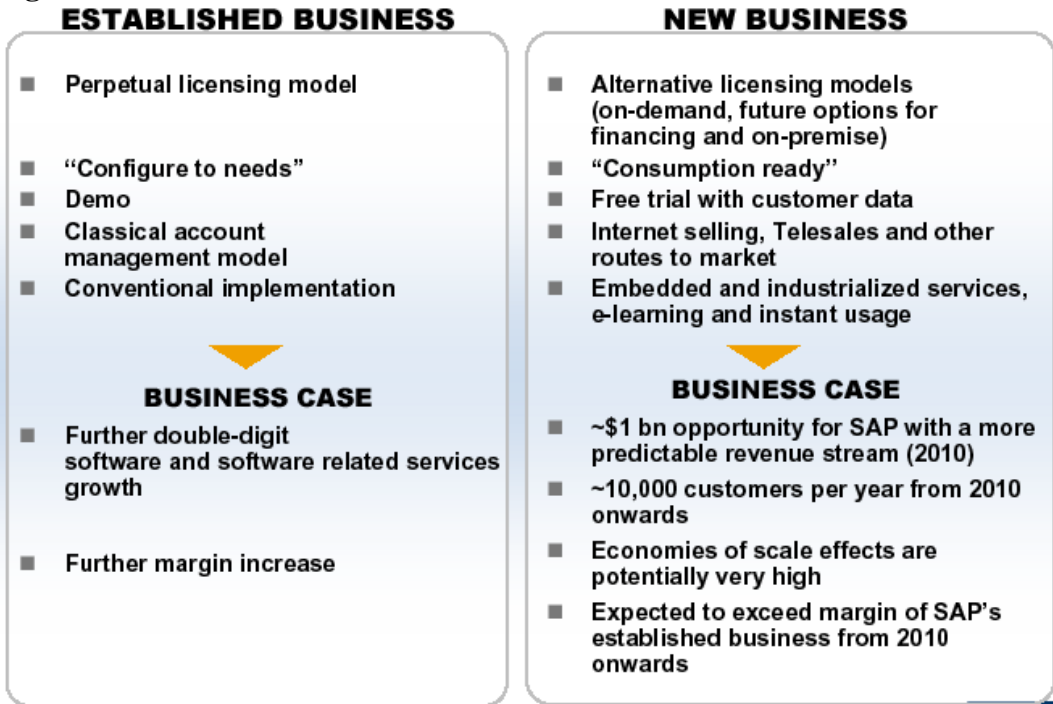 ESTABLISHED BUSINESS
■ Perpetual licensing model
■ “Configure to needs”
■ Demo
■ Classical account
management model
■ Conventional implementation
BUSINESS CASE
■ Further double-digit
software and software related services
growth
■ Further margin increase
NEW BUSINESS
■ Alternative licensing models
(on-demand, future options for
financing and on-premise)
■ “Consumption ready”
■ Free trial with customer data
■ Internet selling, Telesales and other
routes to market
■ Embedded and industrialized services,
e-learning and instant usage
BUSINESS CASE
■ ~$1 bn opportunity for SAP with a more
predictable revenue stream (2010)
■ ~10,000 customers per year from 2010
onwards
■ Economies of scale effects are
potentially very high
■ Expected to exceed margin of SAP’s
established business from 2010
onwards